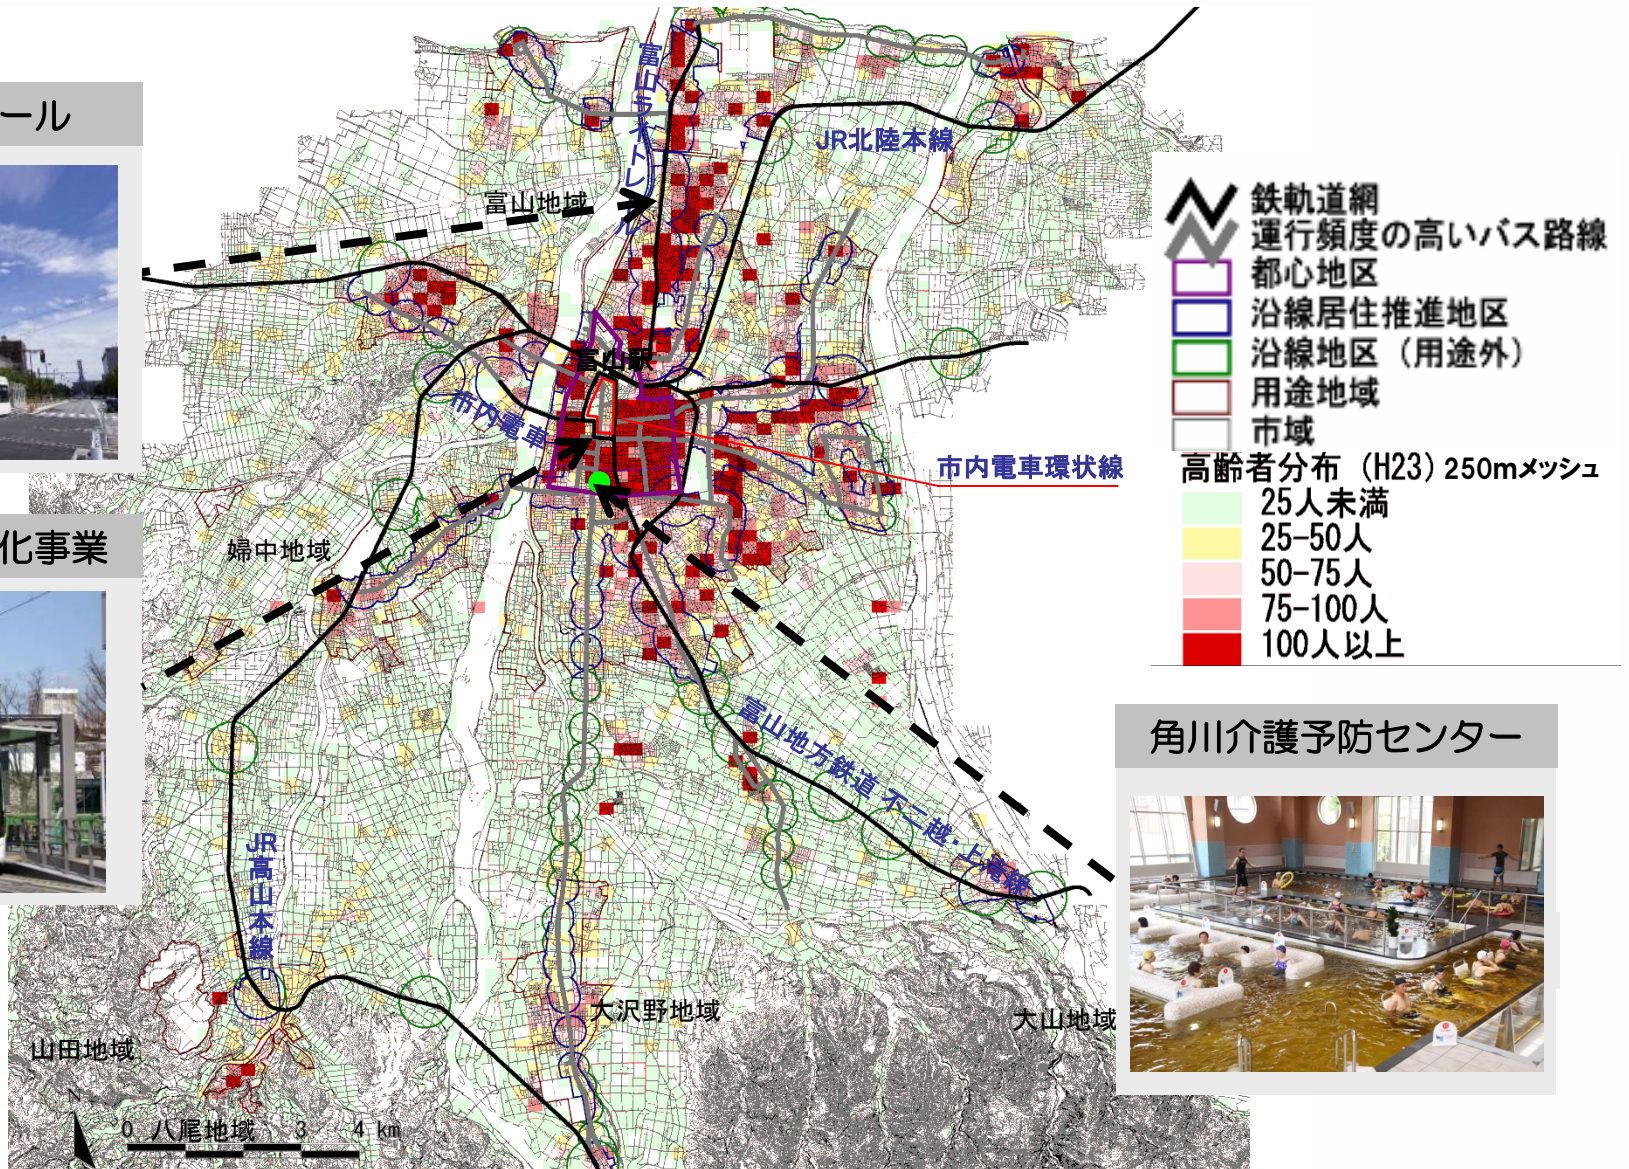 ール
化事業
富山ライトレール
JR北陸本線
富山地域
富山駅
市内電車
市内電車環状線
婦中地域
富山地方鉄道 不二越・上滝線
JR高山本線
大沢野地域
大山地域
山田地域
八尾地域
N
0 3 4 km
鉄軌道網
運行頻度の高いバス路線
都心地区
沿線居住推進地区
沿線地区（用途外）
用途地域
市域
高齢者分布（H23）250mメッシュ
25人未満
25-50人
50-75人
75-100人
100人以上
角川介護予防センター